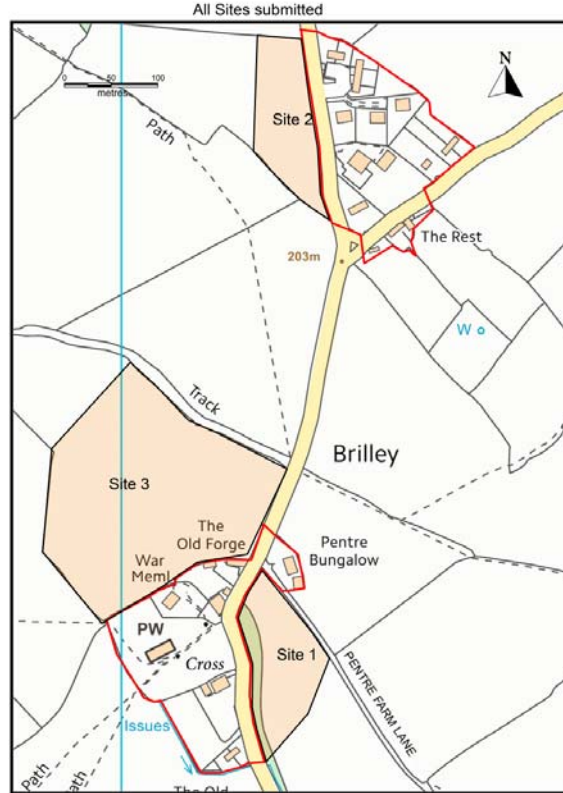 All Sites submitted
N
0 50 100
metres
Path
Site 2
The Rest
203m
W
Track
Brilley
Site 3
The
Old Forge
War
Meml
Pentre
Bungalow
PW
Cross
Site 1
PENTRE FARM LANE
Issues
Path
Path
The Old